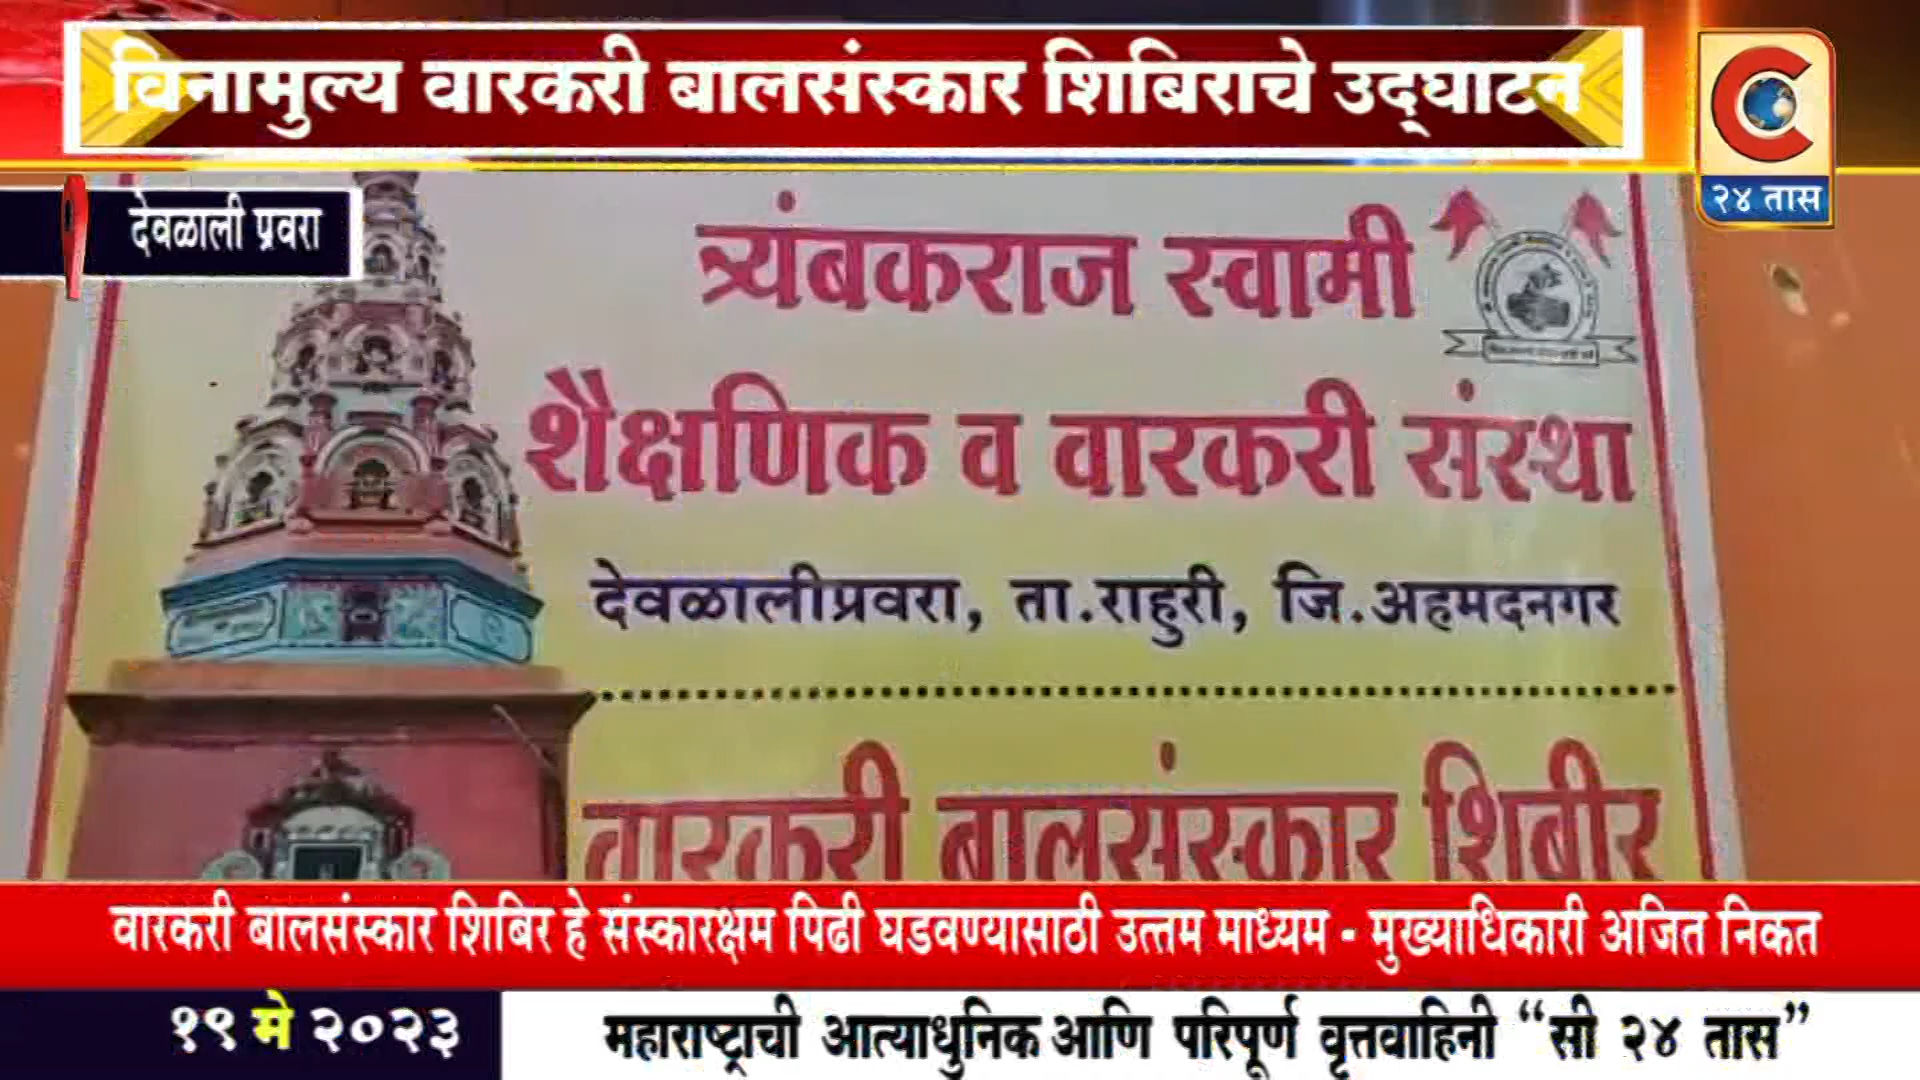 विनामुल्य वारकरी बालसंस्कार शिबिराचे उद्‌घाटन
२४ तास
देवळाली प्रवरा
त्र्यंबकराज स्वामी
शैक्षणिक व वारकरी संस्था
देवळालीप्रवरा, ता.राहुरी, जि.अहमदनगर
वारकरी बालसंस्कार शिबीर
वारकरी बालसंस्कार शिबिर हे संस्कारक्षम पिढी घडवण्यासाठी उत्तम माध्यम - मुख्याधिकारी अजित निकत
१९ मे २०२३
महाराष्ट्राची आत्याधुनिक आणि परिपूर्ण वृत्तवाहिनी “सी २४ तास”